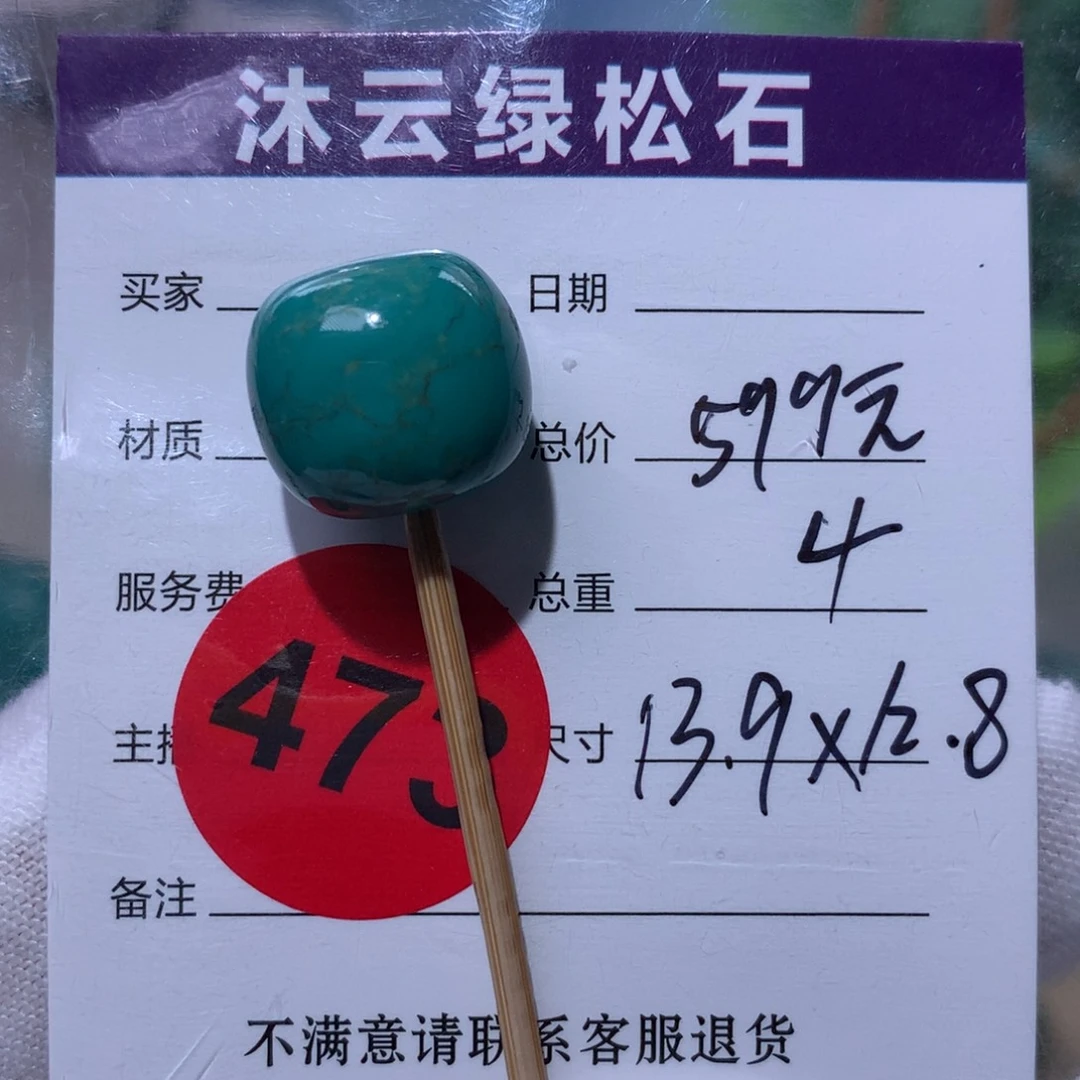 沐云绿松石
买家 日期
材质 总价 599元
服务费 总重 4
473
主播 尺寸 13.9x12.8
备注
不满意请联系客服退货